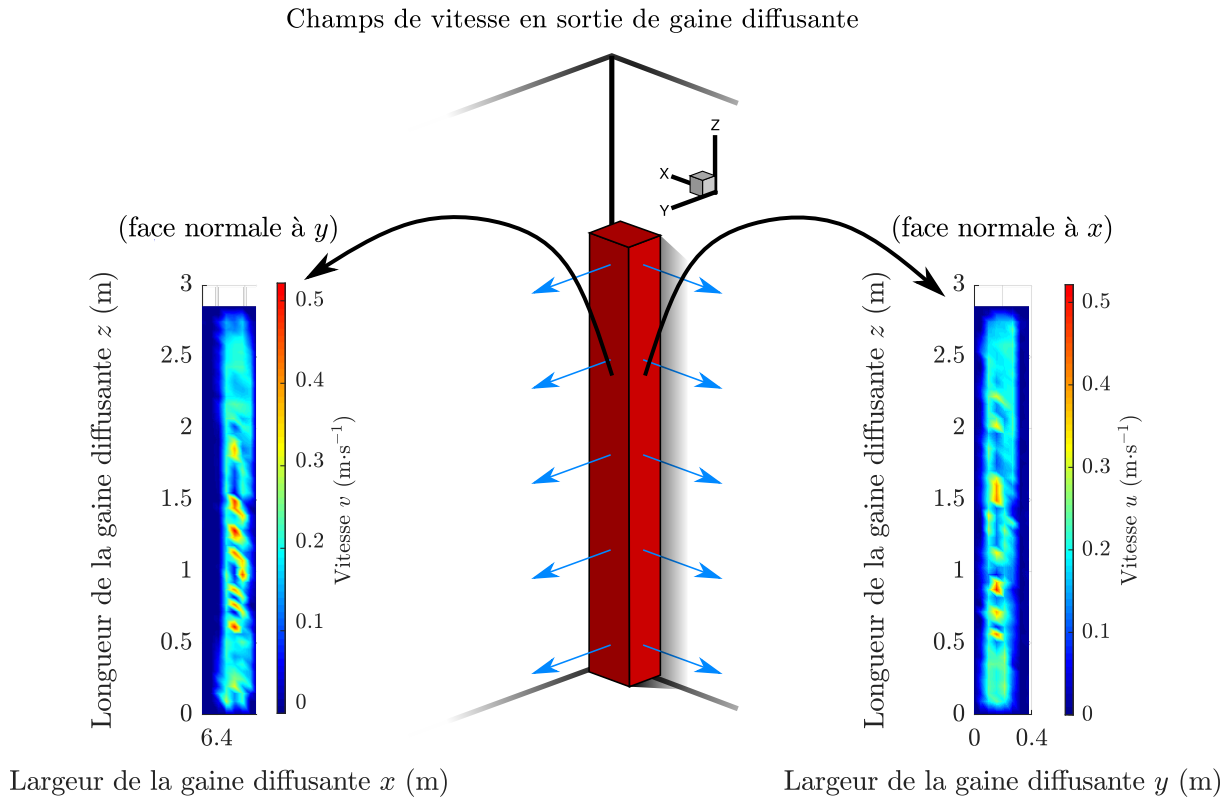 Champs de vitesse en sortie de gaine diffusante
Z
X
Y
(face normale à y)
(face normale à x)
Longueur de la gaine diffusante z (m)
3
2.5
2
1.5
1
0.5
0
6.4
Largeur de la gaine diffusante x (m)
0.5
0.4
0.3
0.2
0.1
0
Vitesse v (m·s⁻¹)
Longueur de la gaine diffusante z (m)
3
2.5
2
1.5
1
0.5
0
0 0.4
Largeur de la gaine diffusante y (m)
0.5
0.4
0.3
0.2
0.1
0
Vitesse u (m·s⁻¹)